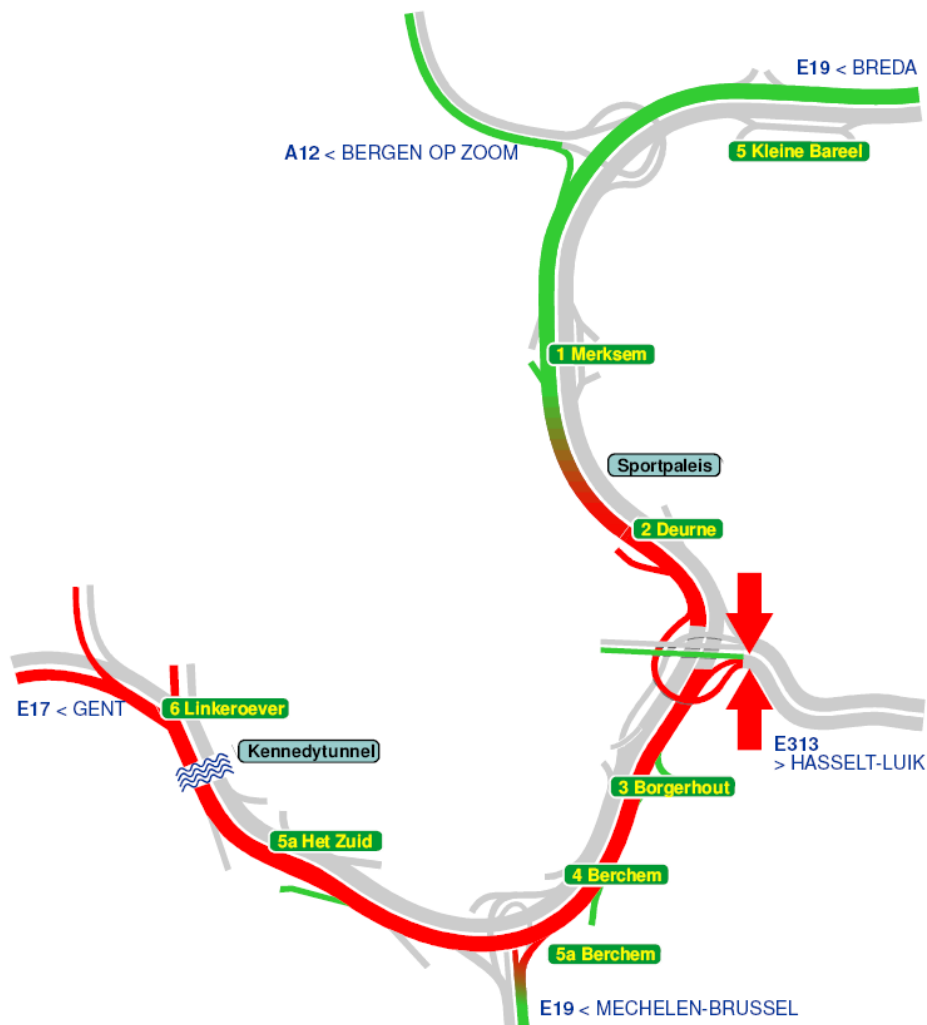 E19 < BREDA
A12 < BERGEN OP ZOOM
5 Kleine Bareel
1 Merksem
Sportpaleis
2 Deurne
E17 < GENT
6 Linkeroever
Kennedytunnel
E313
> HASSELT-LUIK
3 Borgerhout
5a Het Zuid
4 Berchem
5a Berchem
E19 < MECHELEN-BRUSSEL